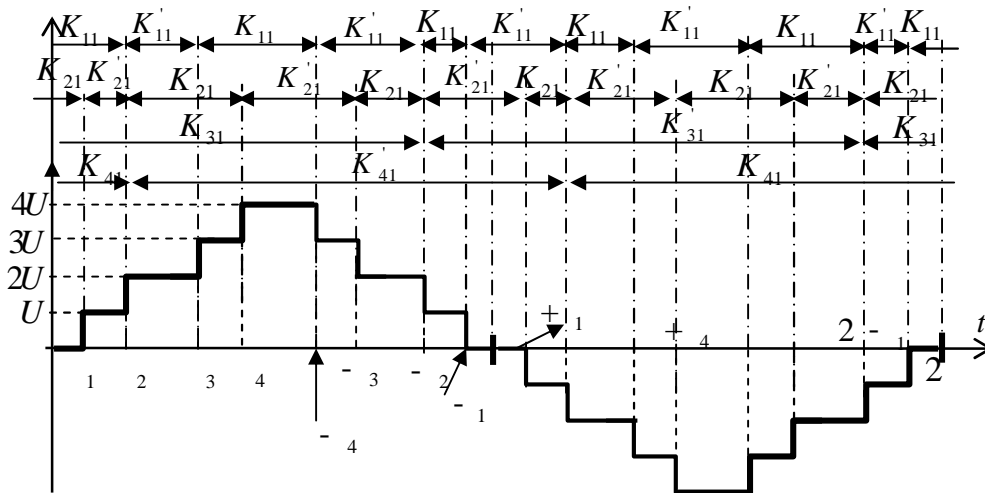 K11 K'11 K11 K'11 K11 K'11 K11 K'11 K11 K'11 K11
K21 K'21 K21 K'21 K21 K'21 K21 K'21 K21 K'21 K21
K31 K'31 K31
K41 K'41 K41
4U
3U
2U
U
+ 1 + 4 2 - 1 t
1 2 3 4 - 3 - 2 2
- 4 - 1